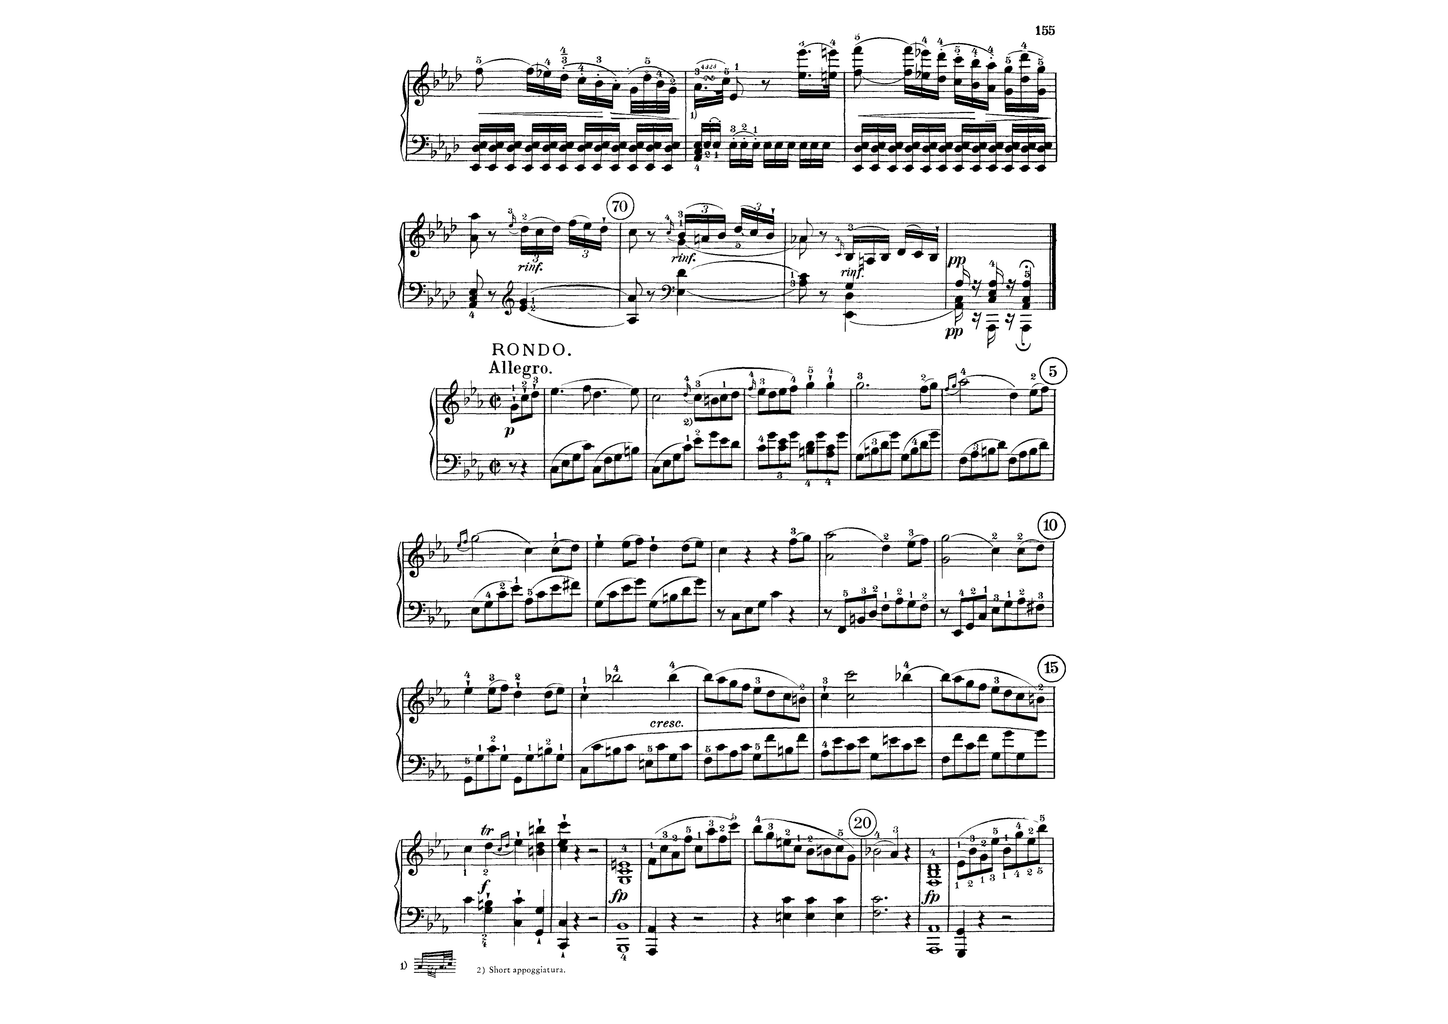 155
70
rinf.
rinf.
rinf.
pp
pp
RONDO.
Allegro.
5
p
2)
10
15
cresc.
20
tr
f
fp
fp
1)
2) Short appoggiatura.